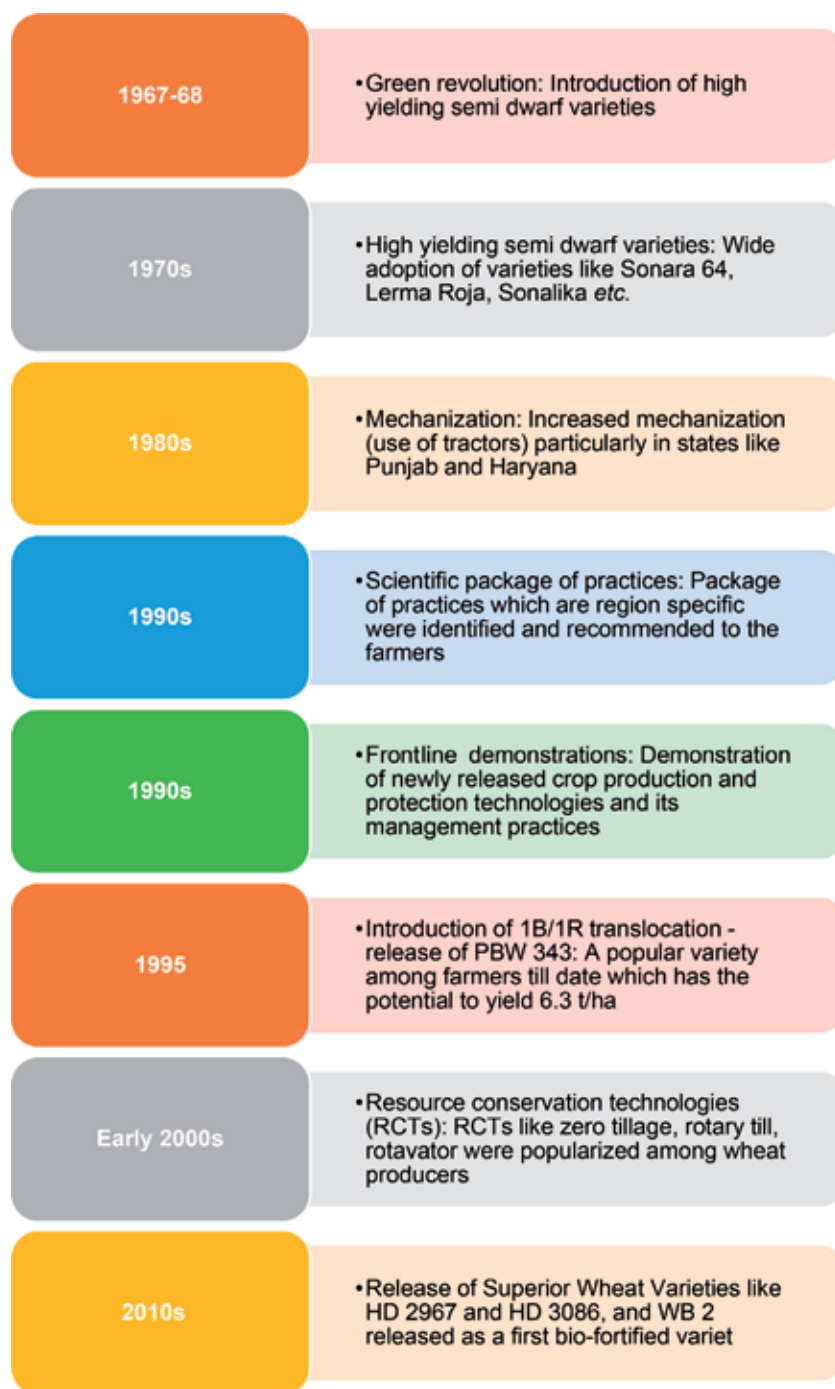 1967-68
•Green revolution: Introduction of high
yielding semi dwarf varieties
1970s
•High yielding semi dwarf varieties: Wide
adoption of varieties like Sonara 64,
Lerma Roja, Sonalika etc.
1980s
•Mechanization: Increased mechanization
(use of tractors) particularly in states like
Punjab and Haryana
1990s
•Scientific package of practices: Package
of practices which are region specific
were identified and recommended to the
farmers
1990s
•Frontline demonstrations: Demonstration
of newly released crop production and
protection technologies and its
management practices
1995
•Introduction of 1B/1R translocation -
release of PBW 343: A popular variety
among farmers till date which has the
potential to yield 6.3 t/ha
Early 2000s
•Resource conservation technologies
(RCTs): RCTs like zero tillage, rotary till,
rotavator were popularized among wheat
producers
2010s
•Release of Superior Wheat Varieties like
HD 2967 and HD 3086, and WB 2
released as a first bio-fortified variet